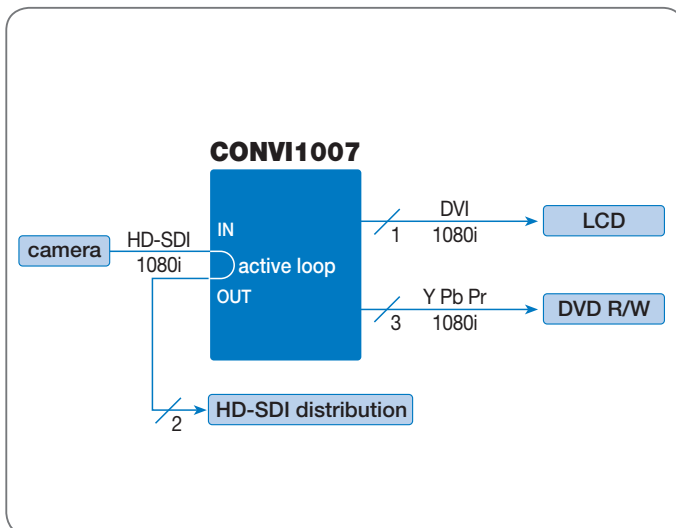 CONVI1007
camera
HD-SDI
1080i
IN
active loop
OUT
DVI
1
1080i
LCD
Y Pb Pr
3
1080i
DVD R/W
2
HD-SDI distribution